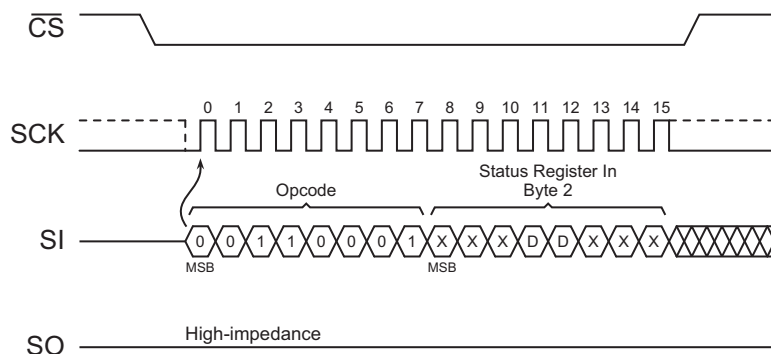 CS
0 1 2 3 4 5 6 7 8 9 10 11 12 13 14 15
SCK
Status Register In
Opcode
Byte 2
SI
0 0 1 1 0 0 0 1 X X X D D X X X
MSB MSB
High-impedance
SO